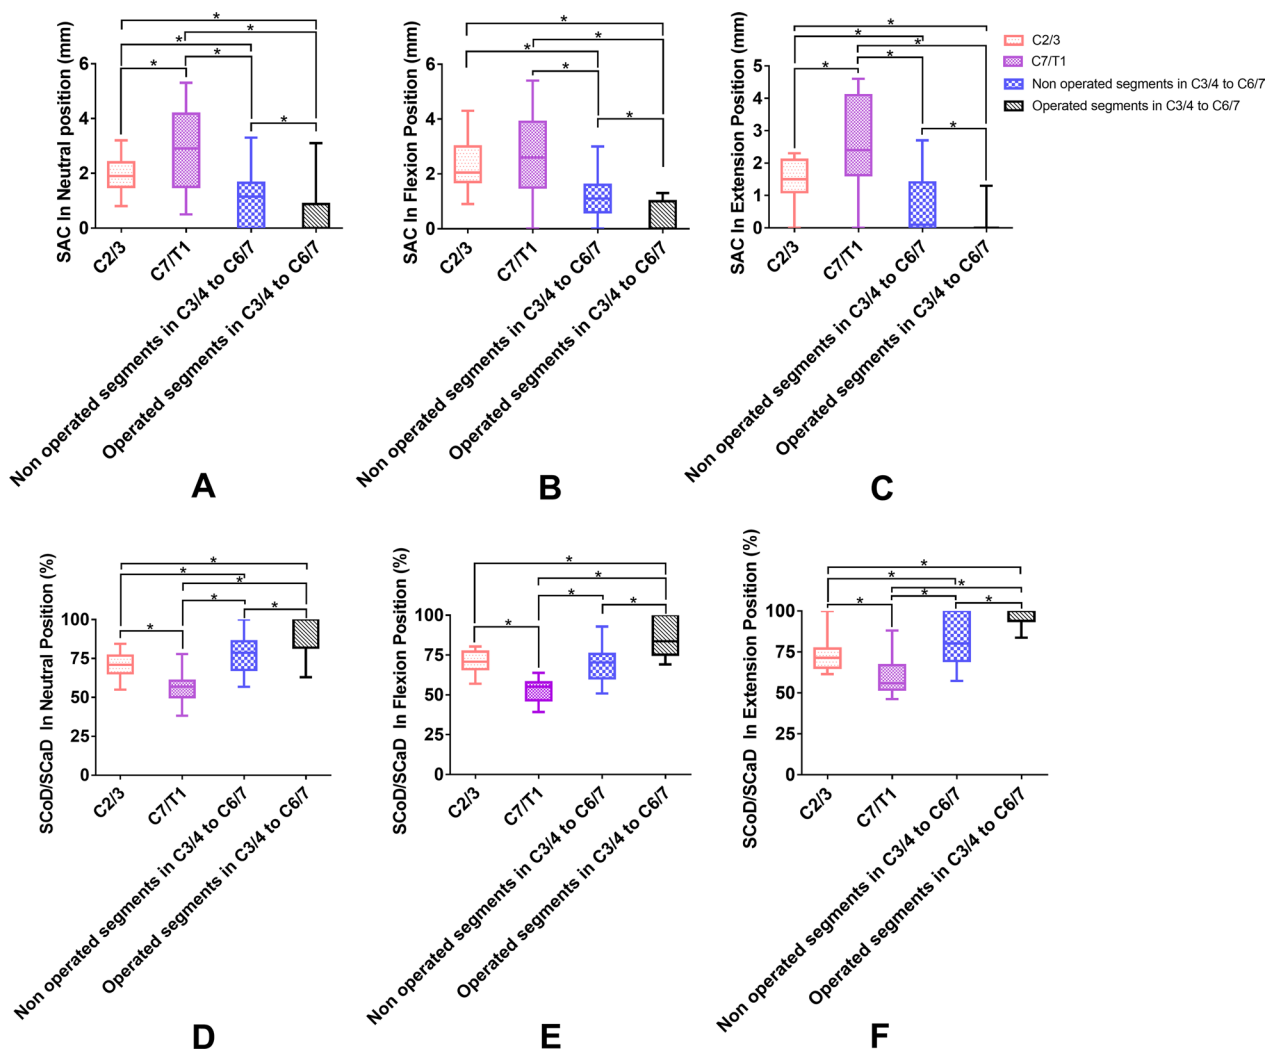 SAC In Neutral position (mm)
6
4
2
0
*
*
*
*
*
*
C2/3
C7/T1
Non operated segments in C3/4 to C6/7
Operated segments in C3/4 to C6/7
A
SAC In Flexion Position (mm)
6
4
2
0
*
*
*
*
*
C2/3
C7/T1
Non operated segments in C3/4 to C6/7
Operated segments in C3/4 to C6/7
B
SAC In Extension Position (mm)
5
4
3
2
1
0
*
*
*
*
*
*
C2/3
C7/T1
Non operated segments in C3/4 to C6/7
Operated segments in C3/4 to C6/7
C
C2/3
C7/T1
Non operated segments in C3/4 to C6/7
Operated segments in C3/4 to C6/7
SCoD/SCaD In Neutral Position (%)
100
75
50
25
0
*
*
*
*
*
*
C2/3
C7/T1
Non operated segments in C3/4 to C6/7
Operated segments in C3/4 to C6/7
D
SCoD/SCaD In Flexion Position (%)
100
75
50
25
0
*
*
*
*
*
C2/3
C7/T1
Non operated segments in C3/4 to C6/7
Operated segments in C3/4 to C6/7
E
SCoD/SCaD In Extension Position (%)
100
75
50
25
0
*
*
*
*
*
*
C2/3
C7/T1
Non operated segments in C3/4 to C6/7
Operated segments in C3/4 to C6/7
F